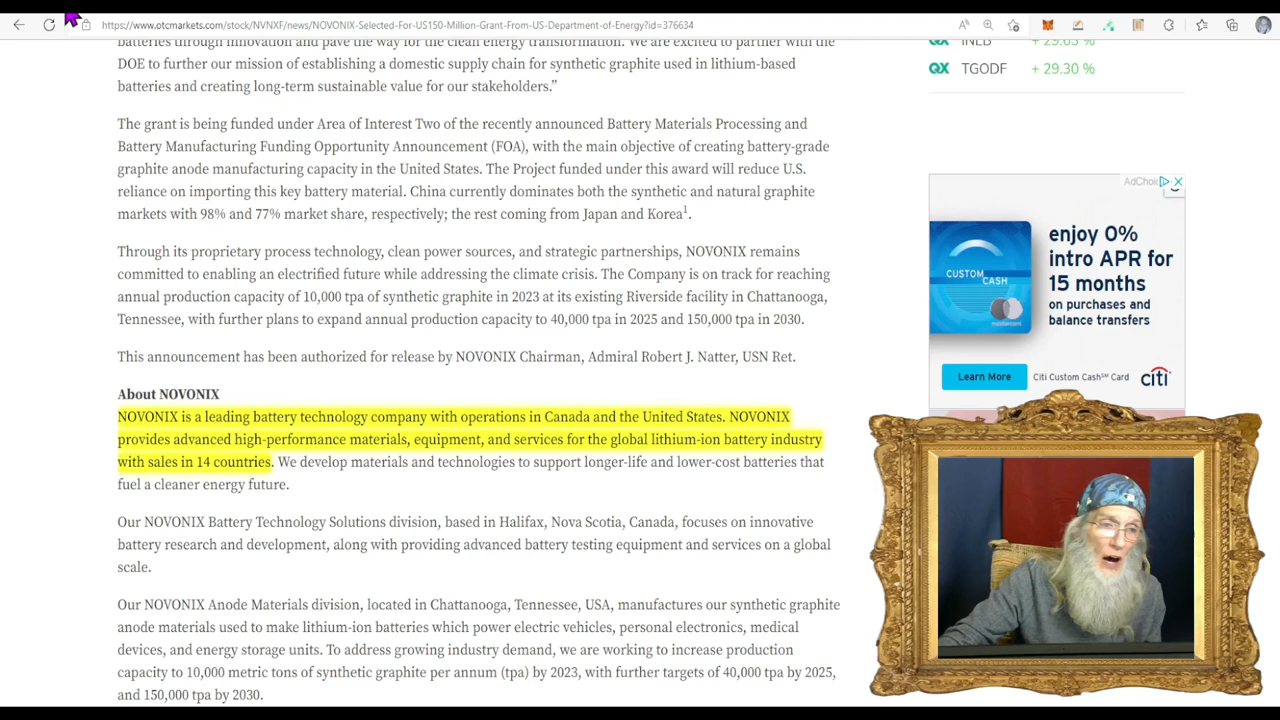 https://www.otcmarkets.com/stock/NVNXF/news/NOVONIX-Selected-For-US150-Million-Grant-From-US-Department-of-Energy?id=376634
batteries through innovation and pave the way for the clean energy transformation. We are excited to partner with the
DOE to further our mission of establishing a domestic supply chain for synthetic graphite used in lithium-based
batteries and creating long-term sustainable value for our stakeholders.”
The grant is being funded under Area of Interest Two of the recently announced Battery Materials Processing and
Battery Manufacturing Funding Opportunity Announcement (FOA), with the main objective of creating battery-grade
graphite anode manufacturing capacity in the United States. The Project funded under this award will reduce U.S.
reliance on importing this key battery material. China currently dominates both the synthetic and natural graphite
markets with 98% and 77% market share, respectively; the rest coming from Japan and Korea1.
Through its proprietary process technology, clean power sources, and strategic partnerships, NOVONIX remains
committed to enabling an electrified future while addressing the climate crisis. The Company is on track for reaching
annual production capacity of 10,000 tpa of synthetic graphite in 2023 at its existing Riverside facility in Chattanooga,
Tennessee, with further plans to expand annual production capacity to 40,000 tpa in 2025 and 150,000 tpa in 2030.
This announcement has been authorized for release by NOVONIX Chairman, Admiral Robert J. Natter, USN Ret.
About NOVONIX
NOVONIX is a leading battery technology company with operations in Canada and the United States. NOVONIX
provides advanced high-performance materials, equipment, and services for the global lithium-ion battery industry
with sales in 14 countries. We develop materials and technologies to support longer-life and lower-cost batteries that
fuel a cleaner energy future.
Our NOVONIX Battery Technology Solutions division, based in Halifax, Nova Scotia, Canada, focuses on innovative
battery research and development, along with providing advanced battery testing equipment and services on a global
scale.
Our NOVONIX Anode Materials division, located in Chattanooga, Tennessee, USA, manufactures our synthetic graphite
anode materials used to make lithium-ion batteries which power electric vehicles, personal electronics, medical
devices, and energy storage units. To address growing industry demand, we are working to increase production
capacity to 10,000 metric tons of synthetic graphite per annum (tpa) by 2023, with further targets of 40,000 tpa by 2025,
and 150,000 tpa by 2030.
QX INLB + 29.63 %
QX TGODF + 29.30 %
AdChoi
CUSTOM
CASH
mastercard
enjoy 0%
intro APR for
15 months
on purchases and
balance transfers
Learn More
Citi Custom Cash℠ Card
citi